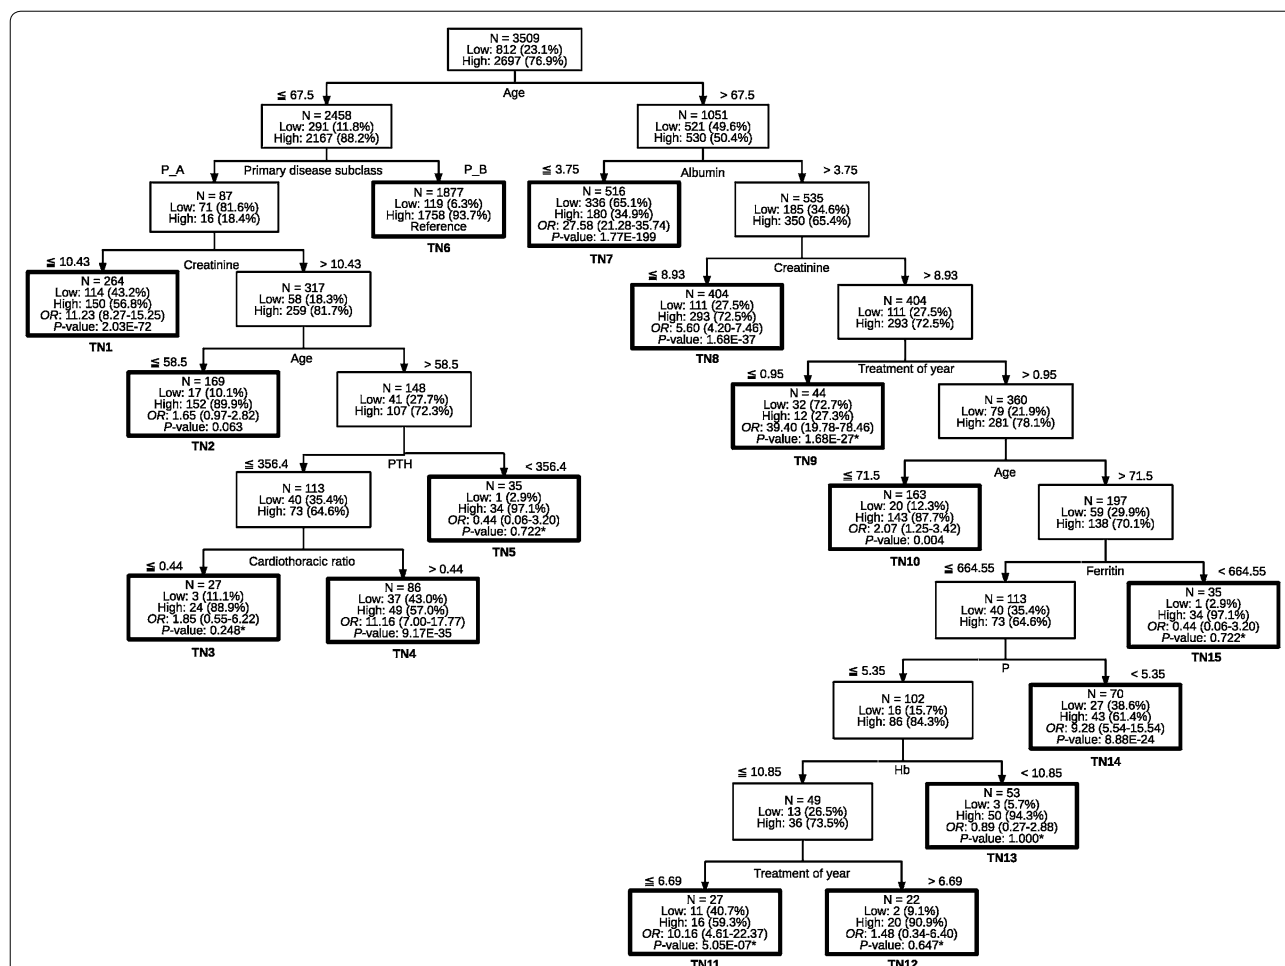 N = 3509
Low: 812 (23.1%)
High: 2697 (76.9%)
≦ 67.5
Age
> 67.5
N = 2458
Low: 291 (11.8%)
High: 2167 (88.2%)
N = 1051
Low: 521 (49.6%)
High: 530 (50.4%)
P_A
Primary disease subclass
P_B
≦ 3.75
Albumin
> 3.75
N = 87
Low: 71 (81.6%)
High: 16 (18.4%)
N = 1877
Low: 119 (6.3%)
High: 1758 (93.7%)
Reference
TN6
N = 516
Low: 336 (65.1%)
High: 180 (34.9%)
OR: 27.58 (21.28-35.74)
P-value: 1.77E-199
TN7
N = 535
Low: 185 (34.6%)
High: 350 (65.4%)
≦ 10.43
Creatinine
> 10.43
≦ 8.93
Creatinine
> 8.93
N = 264
Low: 114 (43.2%)
High: 150 (56.8%)
OR: 11.23 (8.27-15.25)
P-value: 2.03E-72
TN1
N = 317
Low: 58 (18.3%)
High: 259 (81.7%)
N = 404
Low: 111 (27.5%)
High: 293 (72.5%)
OR: 5.60 (4.20-7.46)
P-value: 1.68E-37
TN8
N = 404
Low: 111 (27.5%)
High: 293 (72.5%)
≦ 58.5
Age
> 58.5
≦ 0.95
Treatment of year
> 0.95
N = 169
Low: 17 (10.1%)
High: 152 (89.9%)
OR: 1.65 (0.97-2.82)
P-value: 0.063
TN2
N = 148
Low: 41 (27.7%)
High: 107 (72.3%)
N = 44
Low: 32 (72.7%)
High: 12 (27.3%)
OR: 39.40 (19.78-78.46)
P-value: 1.68E-27*
TN9
N = 360
Low: 79 (21.9%)
High: 281 (78.1%)
≦ 356.4
PTH
< 356.4
≦ 71.5
Age
> 71.5
N = 113
Low: 40 (35.4%)
High: 73 (64.6%)
N = 35
Low: 1 (2.9%)
High: 34 (97.1%)
OR: 0.44 (0.06-3.20)
P-value: 0.722*
TN5
N = 163
Low: 20 (12.3%)
High: 143 (87.7%)
OR: 2.07 (1.25-3.42)
P-value: 0.004
TN10
N = 197
Low: 59 (29.9%)
High: 138 (70.1%)
≦ 0.44
Cardiothoracic ratio
> 0.44
≦ 664.55
Ferritin
< 664.55
N = 27
Low: 3 (11.1%)
High: 24 (88.9%)
OR: 1.85 (0.55-6.22)
P-value: 0.248*
TN3
N = 86
Low: 37 (43.0%)
High: 49 (57.0%)
OR: 11.16 (7.00-17.77)
P-value: 9.17E-35
TN4
N = 113
Low: 40 (35.4%)
High: 73 (64.6%)
N = 35
Low: 1 (2.9%)
High: 34 (97.1%)
OR: 0.44 (0.06-3.20)
P-value: 0.722*
TN15
≦ 5.35
P
< 5.35
N = 102
Low: 16 (15.7%)
High: 86 (84.3%)
N = 70
Low: 27 (38.6%)
High: 43 (61.4%)
OR: 9.28 (5.54-15.54)
P-value: 8.88E-24
TN14
≦ 10.85
Hb
< 10.85
N = 49
Low: 13 (26.5%)
High: 36 (73.5%)
N = 53
Low: 3 (5.7%)
High: 50 (94.3%)
OR: 0.89 (0.27-2.88)
P-value: 1.000*
TN13
≦ 6.69
Treatment of year
> 6.69
N = 27
Low: 11 (40.7%)
High: 16 (59.3%)
OR: 10.16 (4.61-22.37)
P-value: 5.05E-07*
TN11
N = 22
Low: 2 (9.1%)
High: 20 (90.9%)
OR: 1.48 (0.34-6.40)
P-value: 0.647*
TN12